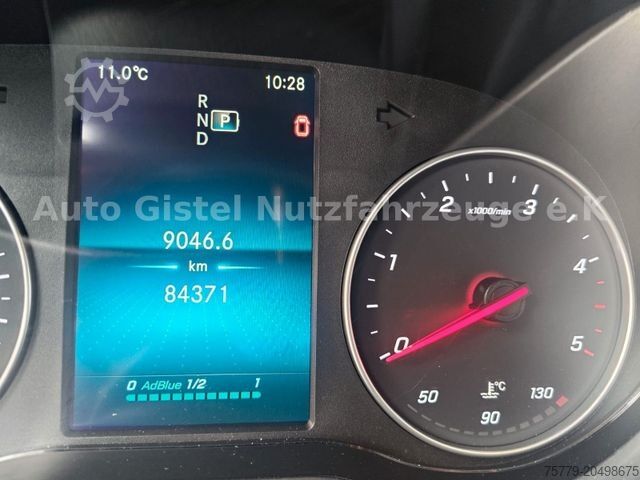 11.0°C 10:28
R
N P
D
Auto Gistel Nutzfahrzeuge e.K
9046.6
km
84371
0 AdBlue 1/2 1
0 1 2 3 4 5
x1000/min
50 90 130
°C
75779-20498675